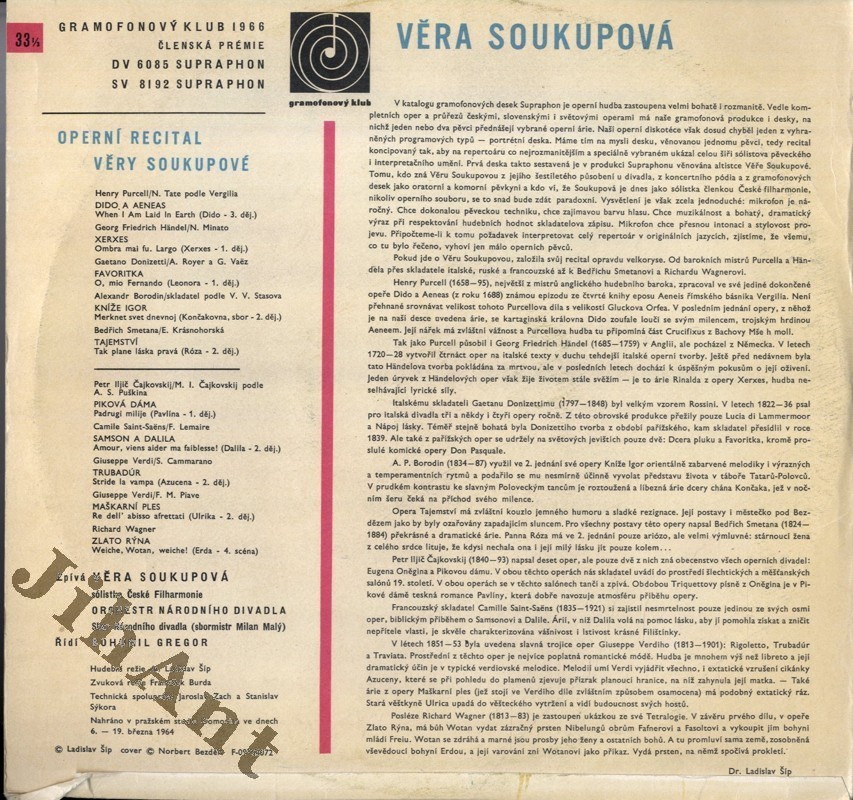 33⅓
GRAMOFONOVÝ KLUB 1966
ČLENSKÁ PRÉMIE
DV 6085 SUPRAPHON
SV 8192 SUPRAPHON
gramofonový klub
VĚRA SOUKUPOVÁ
OPERNÍ RECITAL
VĚRY SOUKUPOVÉ
Henry Purcell/N. Tate podle Vergilia
DIDO A AENEAS
When I Am Laid In Earth (Dido - 3. děj.)
Georg Friedrich Händel/N. Minato
XERXES
Ombra mai fu. Largo (Xerxes - 1. děj.)
Gaetano Donizetti/A. Royer a G. Vaëz
FAVORITKA
O, mio Fernando (Leonora - 1. děj.)
Alexandr Borodin/skladatel podle V. V. Stasova
KNÍŽE IGOR
Merknet svet dnevnoj (Končakovna, sbor - 2. děj.)
Bedřich Smetana/E. Krásnohorská
TAJEMSTVÍ
Tak plane láska pravá (Róza - 2. děj.)
Petr Iljič Čajkovskij/M. I. Čajkovskij podle
A. S. Puškina
PIKOVÁ DÁMA
Padrugi milije (Pavlina - 1. děj.)
Camille Saint-Saëns/F. Lemaire
SAMSON A DALILA
Amour, viens aider ma faiblesse! (Dalila - 2. děj.)
Giuseppe Verdi/S. Cammarano
TRUBADÚR
Stride la vampa (Azucena - 2. děj.)
Giuseppe Verdi/F. M. Piave
MAŠKARNÍ PLES
Re dell' abisso afrettati (Ulrika - 2. děj.)
Richard Wagner
ZLATO RÝNA
Weiche, Wotan, weiche! (Erda - 4. scéna)
Zpívá VĚRA SOUKUPOVÁ
sólistka České Filharmonie
ORCHESTR NÁRODNÍHO DIVADLA
Sbor Národního divadla (sbormistr Milan Malý)
Řídí BOHUMIL GREGOR
Hudební režie dr. Ladislav Šíp
Zvuková režie František Burda
Technická spolupráce Jaroslav Zach a Stanislav
Sýkora
Nahráno v pražském studiu Domovina ve dnech
6. — 19. března 1964
© Ladislav Šíp cover © Norbert Bezděk
JiriAnt
V katalogu gramofonových desek Supraphon je operní hudba zastoupena velmi bohatě i rozmanitě. Vedle kom-
pletních oper a průřezů českými, slovenskými i světovými operami má naše gramofonová produkce i desky, na
nichž jeden nebo dva pěvci přednášejí vybrané operní árie. Naší operní diskotéce však dosud chyběl jeden z vyhra-
něných programových typů — portrétní deska. Máme tím na mysli desku, věnovanou jednomu pěvci, tedy recital
koncipovaný tak, aby na repertoáru co nejrozmanitějším a speciálně vybraném ukázal celou šíři sólistova pěveckého
i interpretačního umění. Prvá deska takto sestavená je v produkci Supraphonu věnována altistce Věře Soukupové.
Tomu, kdo zná Věru Soukupovou z jejího šestiletého působení u divadla, z koncertního pódia a z gramofonových
desek jako oratorní a komorní pěvkyni a kdo ví, že Soukupová je dnes jako sólistka členkou České filharmonie,
nikoliv operního souboru, se to snad bude zdát paradoxní. Vysvětlení je však zcela jednoduché: mikrofon je ná-
ročný. Chce dokonalou pěveckou techniku, chce zajímavou barvu hlasu. Chce muzikálnost a bohatý, dramatický
výraz při respektování hudebních hodnot skladatelova zápisu. Mikrofon chce přesnou intonaci a stylovost pro-
jevu. Připočteme-li k tomu požadavek interpretovat celý repertoár v originálních jazycích, zjistíme, že všemu,
co tu bylo řečeno, vyhoví jen málo operních pěvců.
Pokud jde o Věru Soukupovou, založila svůj recital opravdu velkoryse. Od barokních mistrů Purcella a Hän-
dela přes skladatele italské, ruské a francouzské až k Bedřichu Smetanovi a Richardu Wagnerovi.
Henry Purcell (1658—95), největší z mistrů anglického hudebního baroka, zpracoval ve své jediné dokončené
opeře Dido a Aeneas (z roku 1688) známou epizodu ze čtvrté knihy eposu Aeneis římského básníka Vergilia. Není
přehnané srovnávat velikost tohoto Purcellova díla s velikostí Gluckova Orfea. V posledním jednání opery, z něhož
je na naší desce uvedena árie, se kartaginská královna Dido zoufale loučí se svým milencem, trojským hrdinou
Aeneem. Její nářek má zvláštní vážnost a Purcellova hudba tu připomíná část Crucifixus z Bachovy Mše h moll.
Tak jako Purcell působil i Georg Friedrich Händel (1685—1759) v Anglii, ale pocházel z Německa. V letech
1720—28 vytvořil čtrnáct oper na italské texty v duchu tehdejší italské operní tvorby. Ještě před nedávnem byla
tato Händelova tvorba pokládána za mrtvou, ale v posledních letech dochází k úspěšným pokusům o její oživení.
Jeden úryvek z Händelových oper však žije životem stále svěžím — je to árie Rinalda z opery Xerxes, hudba ne-
selhávající lyrické síly.
Italskému skladateli Gaetanu Donizettimu (1797—1848) byl velkým vzorem Rossini. V letech 1822—36 psal
pro italská divadla tři a někdy i čtyři opery ročně. Z této obrovské produkce přežily pouze Lucia di Lammermoor
a Nápoj lásky. Téměř stejně bohatá byla Donizettiho tvorba z období pařížského, kam skladatel přesídlil v roce
1839. Ale také z pařížských oper se udržely na světových jevištích pouze dvě: Dcera pluku a Favoritka, kromě pro-
slulé komické opery Don Pasquale.
A. P. Borodin (1834—87) využil ve 2. jednání své opery Kníže Igor orientálně zabarvené melodiky i výrazných
a temperamentních rytmů a podařilo se mu nesmírně účinně vyvolat představu života v táboře Tatarů-Polovců.
V prudkém kontrastu ke slavným Poloveckým tancům je roztoužená a líbezná árie dcery chána Končaka, jež v noč-
ním šeru čeká na příchod svého milence.
Opera Tajemství má zvláštní kouzlo jemného humoru a sladké rezignace. Její postavy i městečko pod Bez-
dězem jako by byly ozařovány zapadajícím sluncem. Pro všechny postavy této opery napsal Bedřich Smetana (1824—
1884) překrásné a dramatické árie. Panna Róza má ve 2. jednání pouze ariózo, ale velmi výmluvné: stárnoucí žena
z celého srdce lituje, že kdysi nechala ona i její milý lásku jít pouze kolem...
Petr Iljič Čajkovskij (1840—93) napsal deset oper, ale pouze dvě z nich zná obecenstvo všech operních divadel:
Eugena Oněgina a Pikovou dámu. V obou těchto operách nás skladatel uvádí do prostředí šlechtických a měšťanských
salónů 19. století. V obou operách se v těchto salónech tančí a zpívá. Obdobou Triquettovy písně z Oněgina je v Pi-
kové dámě teskná romance Pavlíny, která dobře navozuje atmosféru příběhu opery.
Francouzský skladatel Camille Saint-Saëns (1835—1921) si zajistil nesmrtelnost pouze jedinou ze svých osmi
oper, biblickým příběhem o Samsonovi a Dalile. Árií, v níž Dalila volá na pomoc lásku, aby jí pomohla získat a zničit
nepřítele vlasti, je skvěle charakterizována vášnivost i lstivost krásné Filištínky.
V letech 1851—53 byla uvedena slavná trojice oper Giuseppe Verdiho (1813—1901): Rigoletto, Trubadúr
a Traviata. Prostřední z těchto oper je nejvíce poplatná romantické módě. Hudba je mnohem výš než libreto a její
dramatický účin je v typické verdiovské melodice. Melodií umí Verdi vyjádřit všechno, i extatické vzrušení cikánky
Azuceny, které se při pohledu do plamenů zjevuje přízrak planoucí hranice, na níž zahynula její matka. — Také
árie z opery Maškarní ples (jež stojí ve Verdiho díle zvláštním způsobem osamocena) má podobný extatický ráz.
Stará věštkyně Ulrica upadá do věšteckého vytržení a vidí budoucnost svých hostů.
Posléze Richard Wagner (1813—83) je zastoupen ukázkou ze své Tetralogie. V závěru prvého dílu, v opeře
Zlato Rýna, má bůh Wotan vydat zázračný prsten Nibelungů obrům Fafnerovi a Fasoltovi a vykoupit jím bohyni
mládí Freiu. Wotan se zdráhá a marné jsou prosby jeho ženy a ostatních bohů. A tu promluví sama země, zosobněná
vševědoucí bohyní Erdou, a její varování zní Wotanovi jako příkaz. Vydá prsten, na němž spočívá prokletí.
Dr. Ladislav Šíp